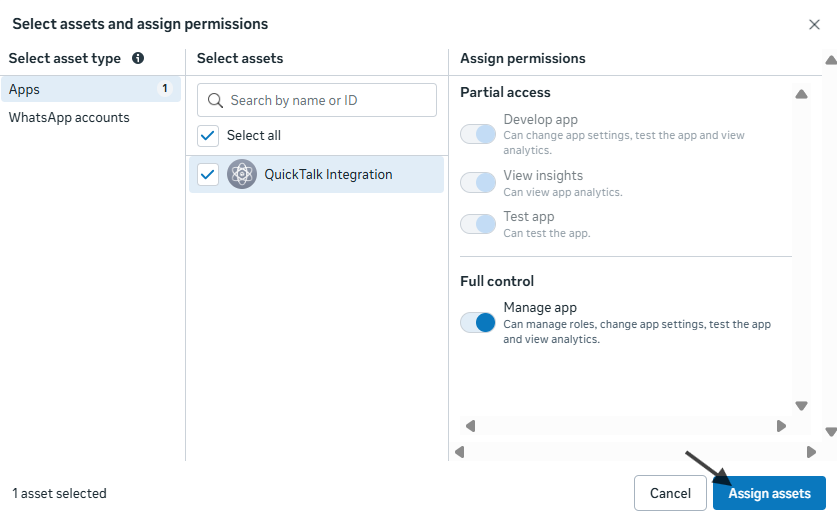 Select assets and assign permissions
Select asset type
Apps
1
WhatsApp accounts
Select assets
Search by name or ID
Select all
QuickTalk Integration
Assign permissions
Partial access
Develop app
Can change app settings, test the app and view
analytics.
View insights
Can view app analytics.
Test app
Can test the app.
Full control
Manage app
Can manage roles, change app settings, test the app
and view analytics.
1 asset selected
Cancel
Assign assets